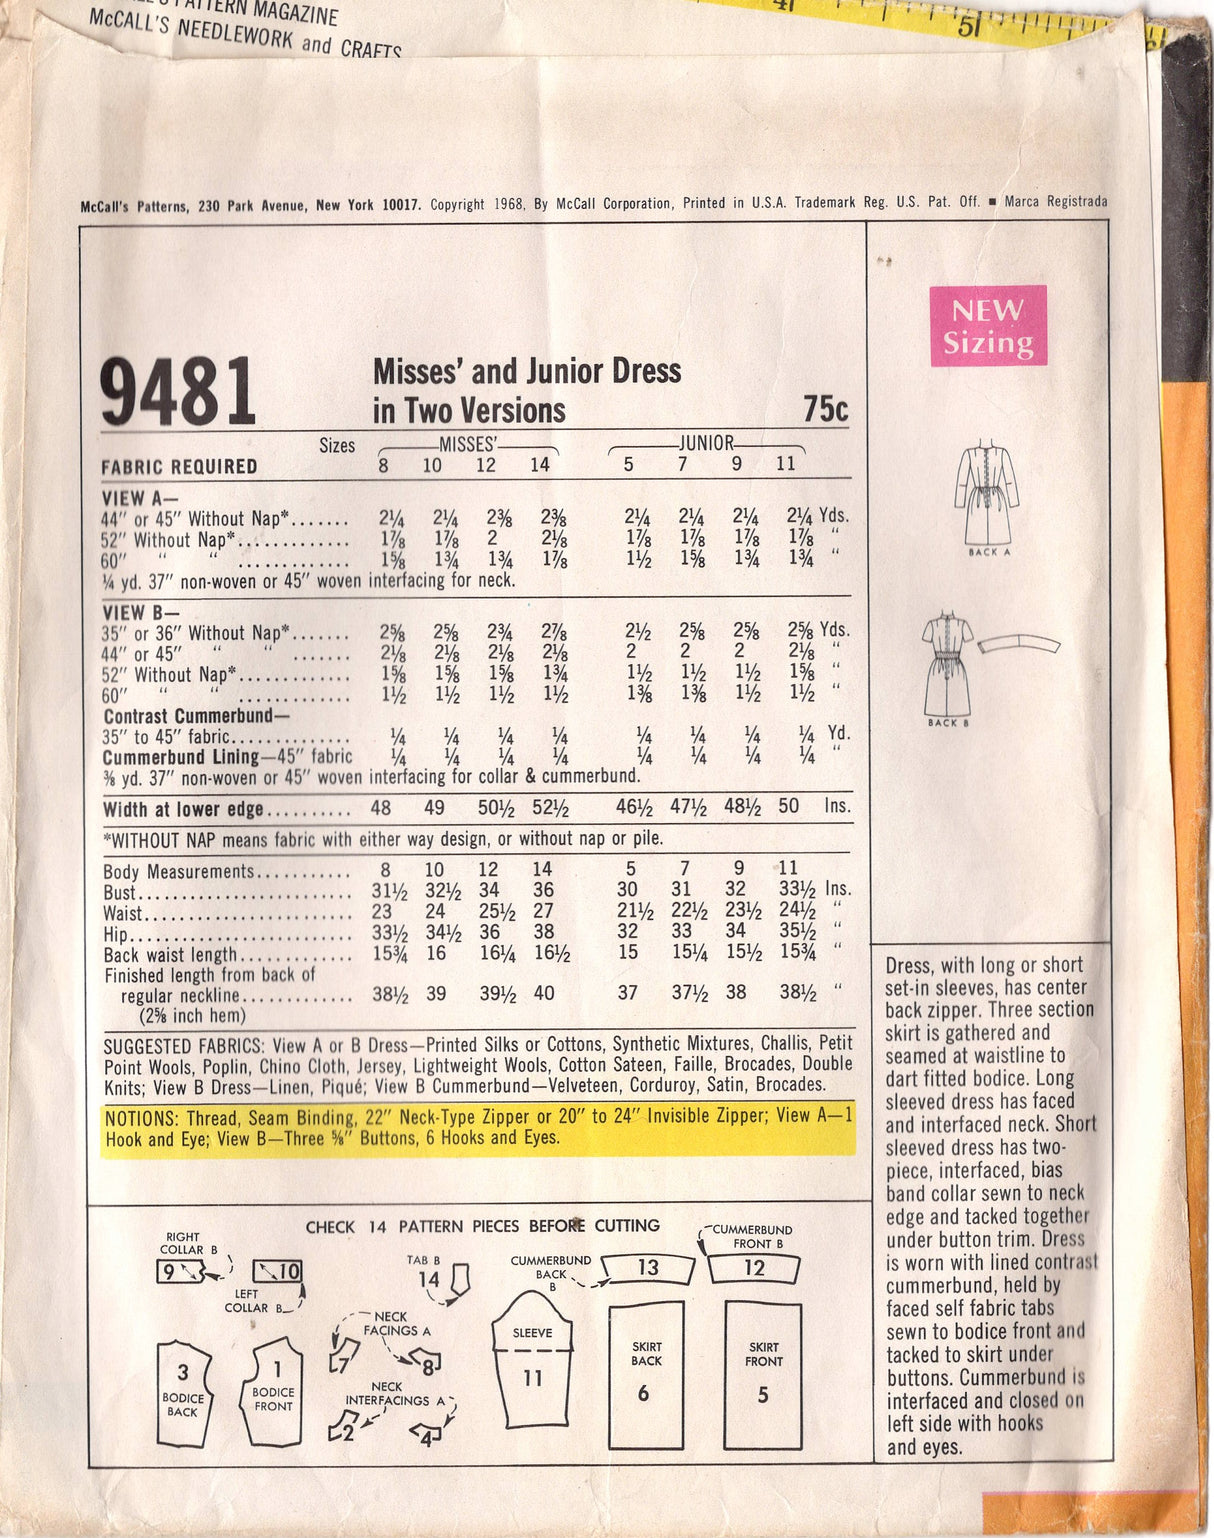 PATTERN MAGAZINE
McCALL'S NEEDLEWORK and CRAFTS
4
5
McCall's Patterns, 230 Park Avenue, New York 10017. Copyright 1968, By McCall Corporation, Printed in U.S.A. Trademark Reg. U.S. Pat. Off. ■ Marca Registrada
NEW
Sizing
9481
Misses' and Junior Dress
in Two Versions 75c
Sizes MISSES' JUNIOR
FABRIC REQUIRED 8 10 12 14 5 7 9 11
VIEW A—
44" or 45" Without Nap*....... 2¼ 2¼ 2⅜ 2⅜ 2¼ 2¼ 2¼ 2¼ Yds.
52" Without Nap*............. 1⅞ 1⅞ 2 2⅛ 1⅞ 1⅞ 1⅞ 1⅞ "
60" " " ............. 1⅝ 1¾ 1¾ 1⅞ 1½ 1⅝ 1¾ 1¾ "
¼ yd. 37" non-woven or 45" woven interfacing for neck.
VIEW B—
35" or 36" Without Nap*....... 2⅝ 2⅝ 2¾ 2⅞ 2½ 2⅝ 2⅝ 2⅝ Yds.
44" or 45" " " ....... 2⅛ 2⅛ 2⅛ 2⅛ 2 2 2 2⅛ "
52" Without Nap*............. 1⅝ 1⅝ 1⅝ 1¾ 1½ 1½ 1½ 1⅝ "
60" " " ............. 1½ 1½ 1½ 1½ 1⅜ 1⅜ 1½ 1½ "
Contrast Cummerbund—
35" to 45" fabric.............. ¼ ¼ ¼ ¼ ¼ ¼ ¼ ¼ Yd.
Cummerbund Lining—45" fabric ¼ ¼ ¼ ¼ ¼ ¼ ¼ ¼ "
⅜ yd. 37" non-woven or 45" woven interfacing for collar & cummerbund.
Width at lower edge.......... 48 49 50½ 52½ 46½ 47½ 48½ 50 Ins.
*WITHOUT NAP means fabric with either way design, or without nap or pile.
Body Measurements........... 8 10 12 14 5 7 9 11
Bust......................... 31½ 32½ 34 36 30 31 32 33½ Ins.
Waist........................ 23 24 25½ 27 21½ 22½ 23½ 24½ "
Hip.......................... 33½ 34½ 36 38 32 33 34 35½ "
Back waist length............. 15¾ 16 16¼ 16½ 15 15¼ 15½ 15¾ "
Finished length from back of
regular neckline............. 38½ 39 39½ 40 37 37½ 38 38½ "
(2⅝ inch hem)
SUGGESTED FABRICS: View A or B Dress—Printed Silks or Cottons, Synthetic Mixtures, Challis, Petit
Point Wools, Poplin, Chino Cloth, Jersey, Lightweight Wools, Cotton Sateen, Faille, Brocades, Double
Knits; View B Dress—Linen, Piqué; View B Cummerbund—Velveteen, Corduroy, Satin, Brocades.
NOTIONS: Thread, Seam Binding, 22" Neck-Type Zipper or 20" to 24" Invisible Zipper; View A—1
Hook and Eye; View B—Three ⅝" Buttons, 6 Hooks and Eyes.
BACK A
BACK B
Dress, with long or short
set-in sleeves, has center
back zipper. Three section
skirt is gathered and
seamed at waistline to
dart fitted bodice. Long
sleeved dress has faced
and interfaced neck. Short
sleeved dress has two-
piece, interfaced, bias
band collar sewn to neck
edge and tacked together
under button trim. Dress
is worn with lined contrast
cummerbund, held by
faced self fabric tabs
sewn to bodice front and
tacked to skirt under
buttons. Cummerbund is
interfaced and closed on
left side with hooks
and eyes.
CHECK 14 PATTERN PIECES BEFORE CUTTING
RIGHT
COLLAR B
9
10
LEFT
COLLAR B
TAB B
14
CUMMERBUND
BACK
B
13
CUMMERBUND
FRONT B
12
3
BODICE
BACK
1
BODICE
FRONT
NECK
FACINGS A
7
8
NECK
INTERFACINGS A
2
4
SLEEVE
11
SKIRT
BACK
6
SKIRT
FRONT
5